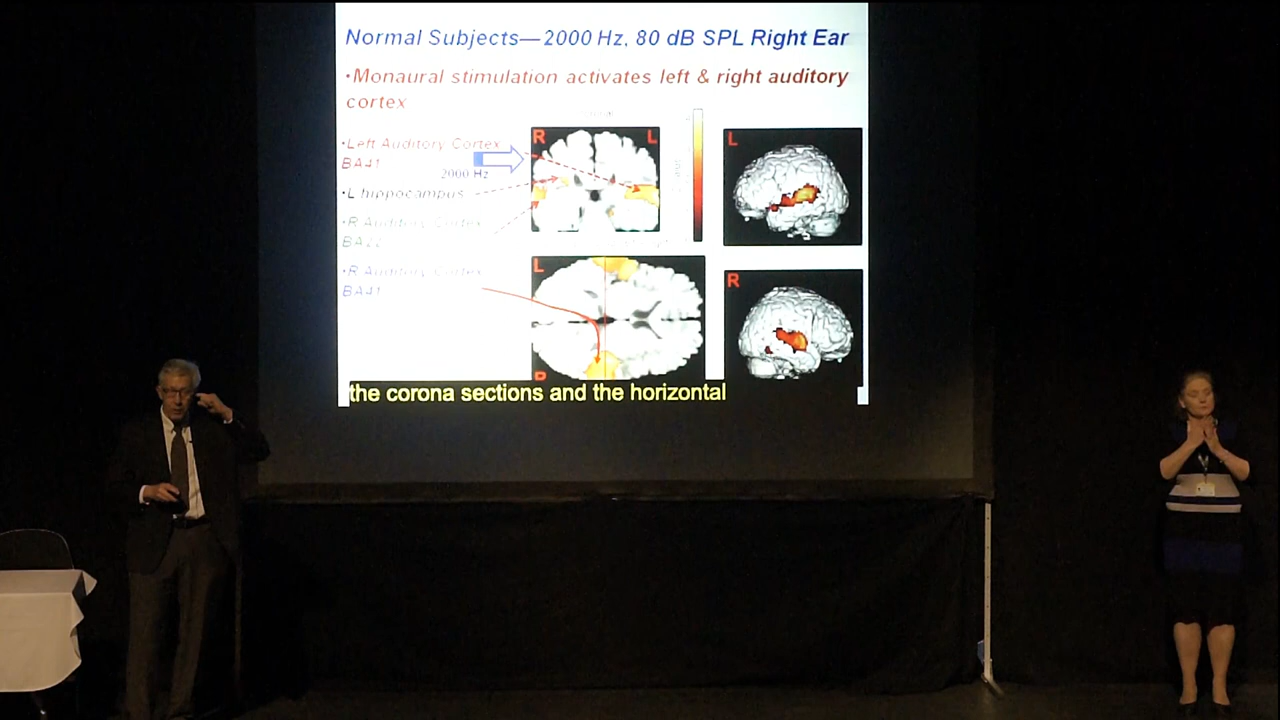 Normal Subjects—2000 Hz, 80 dB SPL Right Ear
•Monaural stimulation activates left & right auditory
cortex
•Left Auditory Cortex
BA41
2000 Hz
•L hippocampus
•R Auditory Cortex
BA22
•R Auditory Cortex
BA41
R
L
L
L
R
R
the corona sections and the horizontal